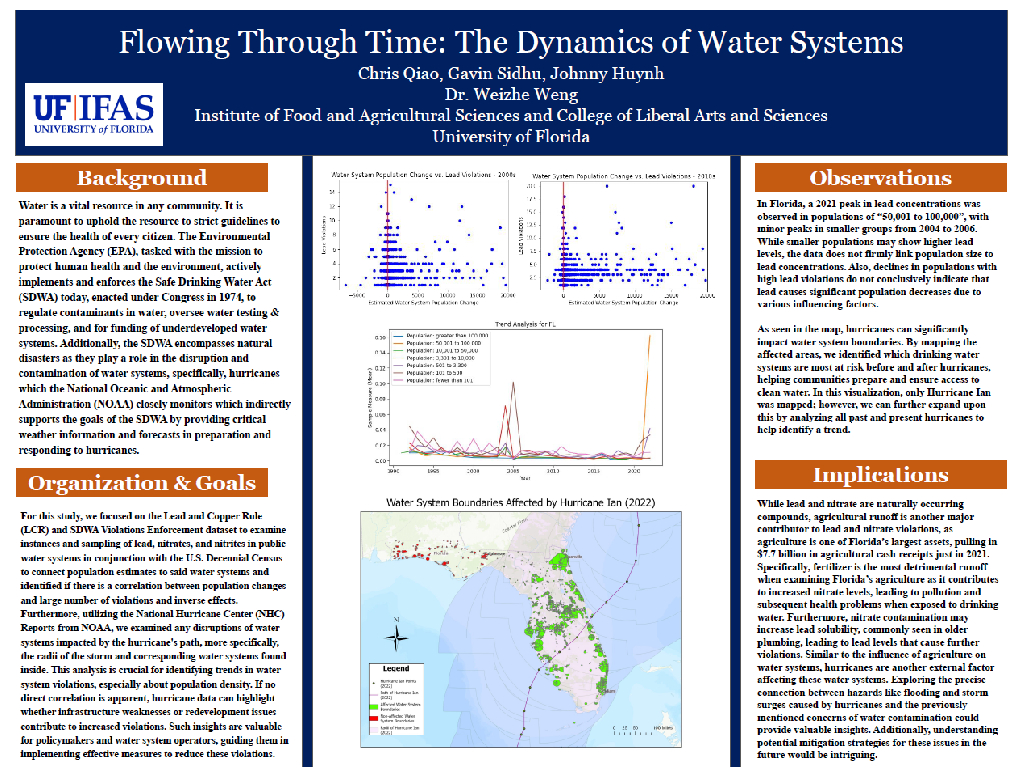 Flowing Through Time: The Dynamics of Water Systems
Chris Qiao, Gavin Sidhu, Johnny Huynh
Dr. Weizhe Weng
Institute of Food and Agricultural Sciences and College of Liberal Arts and Sciences
University of Florida
UF|IFAS
UNIVERSITY of FLORIDA
Background
Water is a vital resource in any community. It is
paramount to uphold the resource to strict guidelines to
ensure the health of every citizen. The Environmental
Protection Agency (EPA), tasked with the mission to
protect human health and the environment, actively
implements and enforces the Safe Drinking Water Act
(SDWA) today, enacted under Congress in 1974, to
regulate contaminants in water, oversee water testing &
processing, and for funding of underdeveloped water
systems. Additionally, the SDWA encompasses natural
disasters as they play a role in the disruption and
contamination of water systems, specifically, hurricanes
which the National Oceanic and Atmospheric
Administration (NOAA) closely monitors which indirectly
supports the goals of the SDWA by providing critical
weather information and forecasts in preparation and
responding to hurricanes.
Organization & Goals
For this study, we focused on the Lead and Copper Rule
(LCR) and SDWA Violations Enforcement dataset to examine
instances and sampling of lead, nitrates, and nitrites in public
water systems in conjunction with the U.S. Decennial Census
to connect population estimates to said water systems and
identified if there is a correlation between population changes
and large number of violations and inverse effects.
Furthermore, utilizing the National Hurricane Center (NHC)
Reports from NOAA, we examined any disruptions of water
systems impacted by the hurricane's path, more specifically,
the radii of the storm and corresponding water systems found
inside. This analysis is crucial for identifying trends in water
system violations, especially about population density. If no
direct correlation is apparent, hurricane data can highlight
whether infrastructure weaknesses or redevelopment issues
contribute to increased violations. Such insights are valuable
for policymakers and water system operators, guiding them in
implementing effective measures to reduce these violations.
Water System Population Change vs. Lead Violations - 2000s
Lead Violations
Estimated Water System Population Change
Water System Population Change vs. Lead Violations - 2010s
Lead Violations
Estimated Water System Population Change
Trend Analysis for FL
Population: greater than 100,000
Population: 50,001 to 100,000
Population: 10,001 to 50,000
Population: 3,301 to 10,000
Population: 501 to 3,300
Population: 101 to 500
Population: fewer than 101
Sample Measure (Mean)
1990 1995 2000 2005 2010 2015 2020
Year
Water System Boundaries Affected by Hurricane Ian (2022)
Legend
Hurricane Ian Points
(2022)
Path of Hurricane Ian
(2022)
Affected Water System
Boundaries
Non-Affected Water
System Boundaries
Radii of Hurricane Ian
(2022)
Miami
Observations
In Florida, a 2021 peak in lead concentrations was
observed in populations of “50,001 to 100,000”, with
minor peaks in smaller groups from 2004 to 2006.
While smaller populations may show higher lead
levels, the data does not firmly link population size to
lead concentrations. Also, declines in populations with
high lead violations do not conclusively indicate that
lead causes significant population decreases due to
various influencing factors.
As seen in the map, hurricanes can significantly
impact water system boundaries. By mapping the
affected areas, we identified which drinking water
systems are most at risk before and after hurricanes,
helping communities prepare and ensure access to
clean water. In this visualization, only Hurricane Ian
was mapped; however, we can further expand upon
this by analyzing all past and present hurricanes to
help identify a trend.
Implications
While lead and nitrate are naturally occurring
compounds, agricultural runoff is another major
contributor to lead and nitrate violations, as
agriculture is one of Florida's largest assets, pulling in
$7.7 billion in agricultural cash receipts just in 2021.
Specifically, fertilizer is the most detrimental runoff
when examining Florida's agriculture as it contributes
to increased nitrate levels, leading to pollution and
subsequent health problems when exposed to drinking
water. Furthermore, nitrate contamination may
increase lead solubility, commonly seen in older
plumbing, leading to lead levels that cause further
violations. Similar to the influence of agriculture on
water systems, hurricanes are another external factor
affecting these water systems. Exploring the precise
connection between hazards like flooding and storm
surges caused by hurricanes and the previously
mentioned concerns of water contamination could
provide valuable insights. Additionally, understanding
potential mitigation strategies for these issues in the
future would be intriguing.